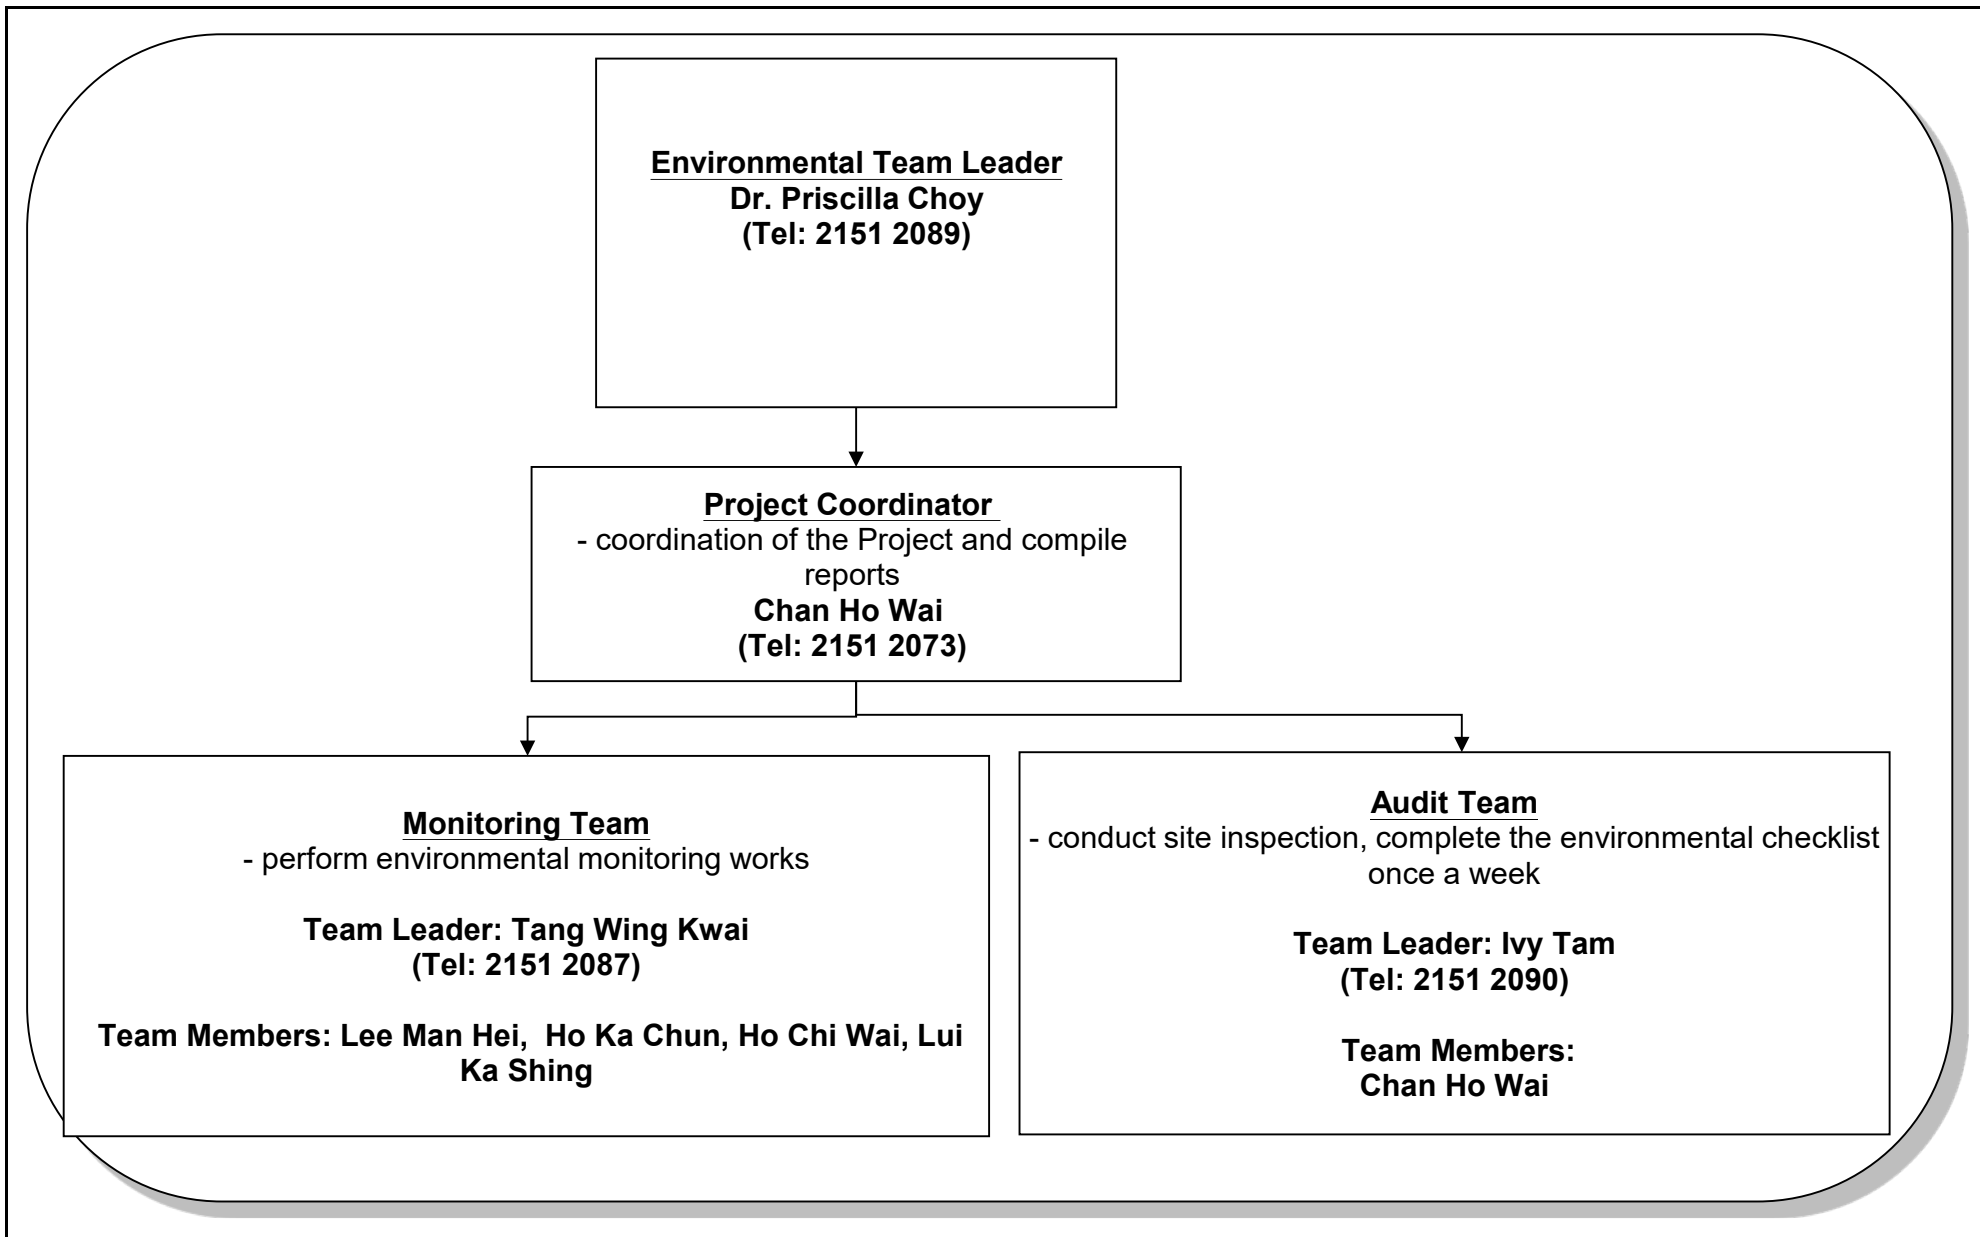 Environmental Team Leader
Dr. Priscilla Choy
(Tel: 2151 2089)
Project Coordinator
- coordination of the Project and compile
reports
Chan Ho Wai
(Tel: 2151 2073)
Monitoring Team
- perform environmental monitoring works
Team Leader: Tang Wing Kwai
(Tel: 2151 2087)
Team Members: Lee Man Hei,  Ho Ka Chun, Ho Chi Wai, Lui
Ka Shing
Audit Team
- conduct site inspection, complete the environmental checklist
once a week
Team Leader: Ivy Tam
(Tel: 2151 2090)
Team Members:
Chan Ho Wai